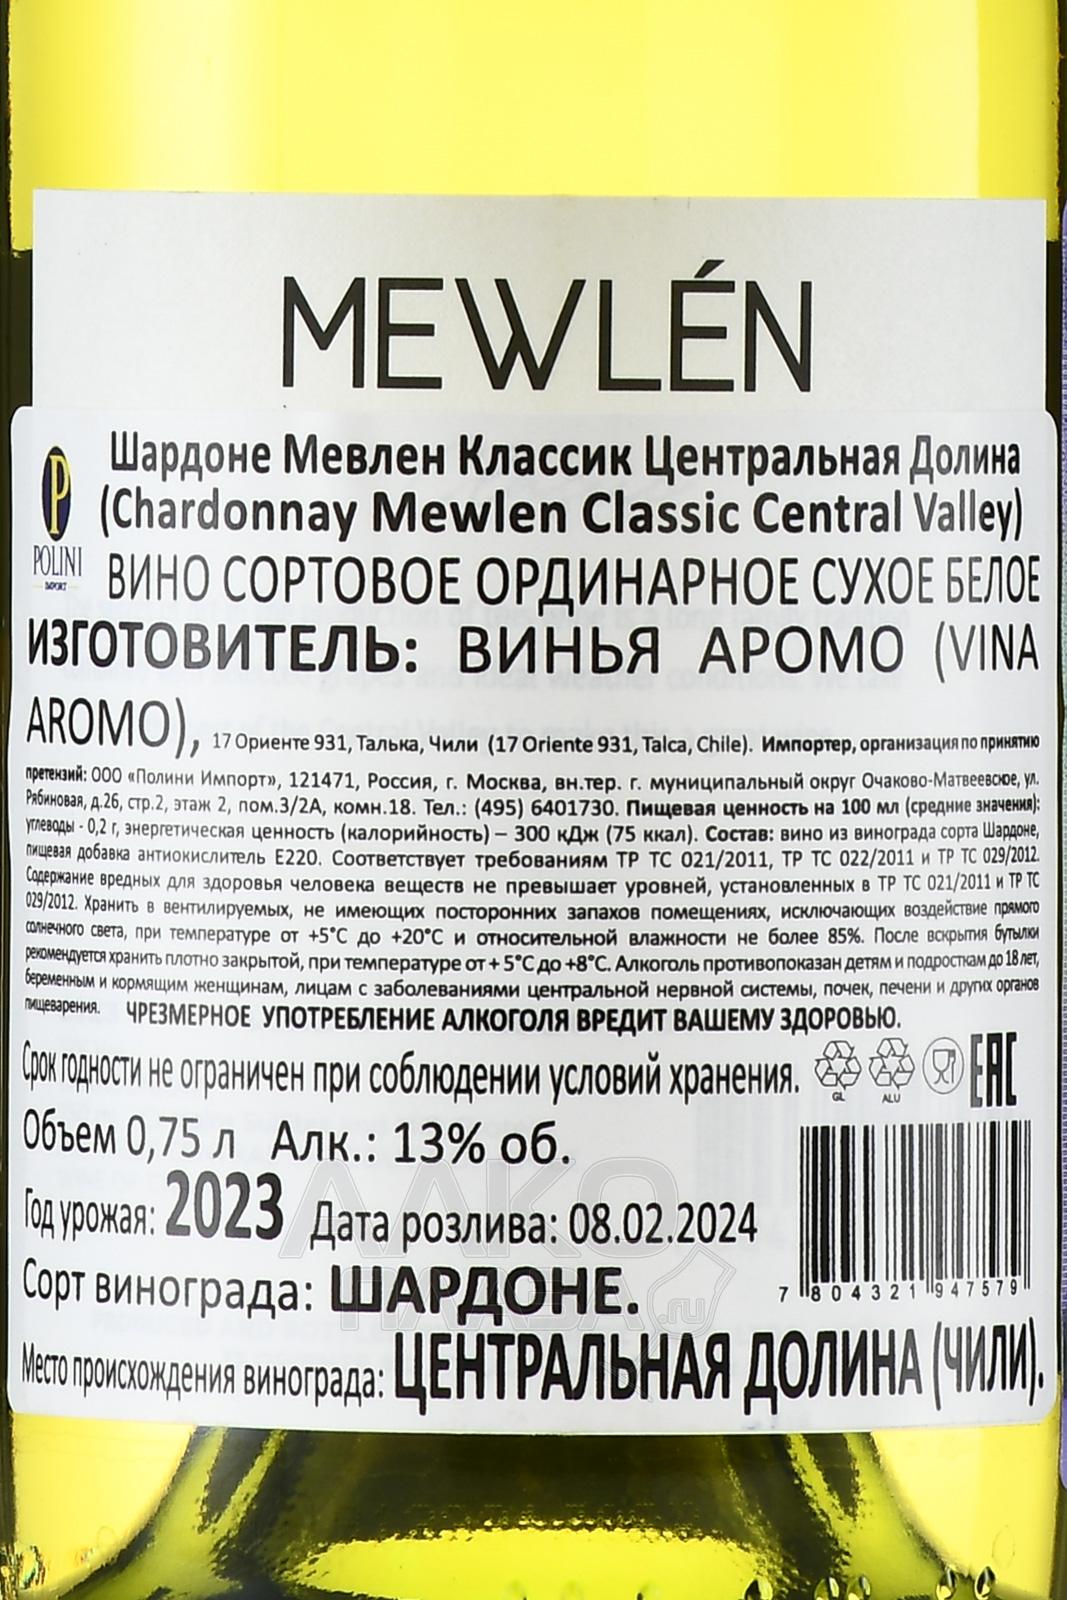 MEWLÉN
P
POLINI
IMPORT
Шардоне Мевлен Классик Центральная Долина
(Chardonnay Mewlen Classic Central Valley)
ВИНО СОРТОВОЕ ОРДИНАРНОЕ СУХОЕ БЕЛОЕ
ИЗГОТОВИТЕЛЬ: ВИНЬЯ АРОМО (VINA
AROMO), 17 Ориенте 931, Талька, Чили (17 Oriente 931, Talca, Chile). Импортер, организация по принятию
претензий: ООО «Полини Импорт», 121471, Россия, г. Москва, вн.тер. г. муниципальный округ Очаково-Матвеевское, ул.
Рябиновая, д.26, стр.2, этаж 2, пом.3/2А, комн.18. Тел.: (495) 6401730. Пищевая ценность на 100 мл (средние значения):
углеводы - 0,2 г, энергетическая ценность (калорийность) – 300 кДж (75 ккал). Состав: вино из винограда сорта Шардоне,
пищевая добавка антиокислитель Е220. Соответствует требованиям ТР ТС 021/2011, ТР ТС 022/2011 и ТР ТС 029/2012.
Содержание вредных для здоровья человека веществ не превышает уровней, установленных в ТР ТС 021/2011 и ТР ТС
029/2012. Хранить в вентилируемых, не имеющих посторонних запахов помещениях, исключающих воздействие прямого
солнечного света, при температуре от +5°С до +20°С и относительной влажности не более 85%. После вскрытия бутылки
рекомендуется хранить плотно закрытой, при температуре от + 5°С до +8°С. Алкоголь противопоказан детям и подросткам до 18 лет,
беременным и кормящим женщинам, лицам с заболеваниями центральной нервной системы, почек, печени и других органов
пищеварения. ЧРЕЗМЕРНОЕ УПОТРЕБЛЕНИЕ АЛКОГОЛЯ ВРЕДИТ ВАШЕМУ ЗДОРОВЬЮ.
Срок годности не ограничен при соблюдении условий хранения.
GL ALU EAC
Объем 0,75 л Алк.: 13% об.
Год урожая: 2023 Дата розлива: 08.02.2024
Сорт винограда: ШАРДОНЕ.
7 804321 947579
Место происхождения винограда: ЦЕНТРАЛЬНАЯ ДОЛИНА (ЧИЛИ).
АЛКО
ЛАВКА
.ru